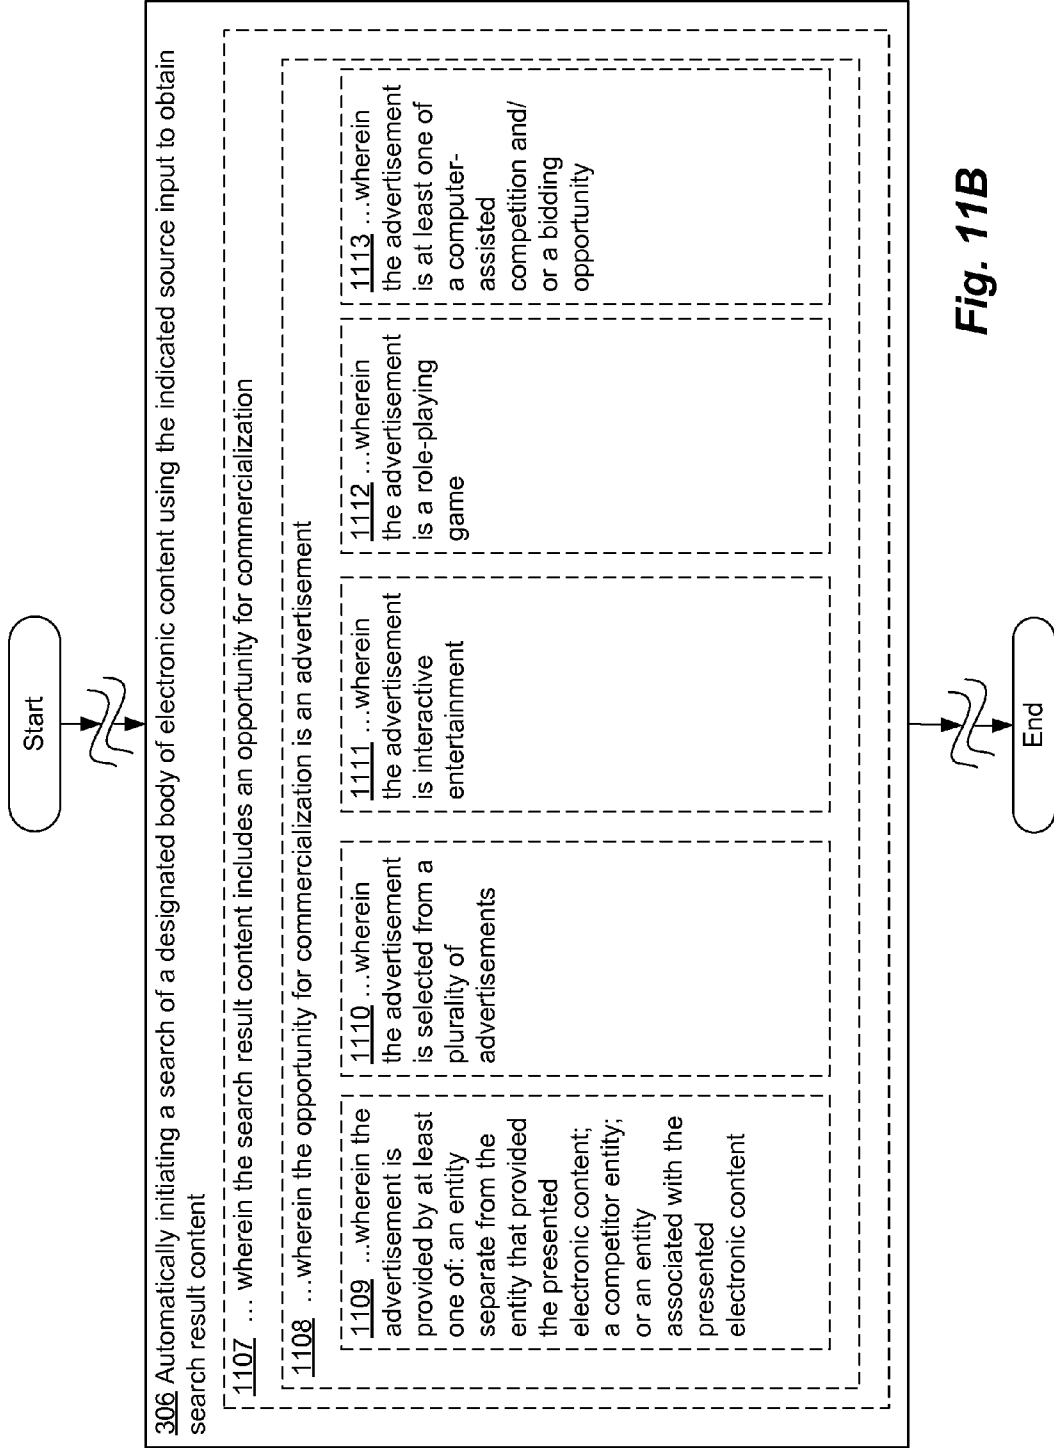 Start
306 Automatically initiating a search of a designated body of electronic content using the indicated source input to obtain
search result content
1107 ... wherein the search result content includes an opportunity for commercialization
1108 ...wherein the opportunity for commercialization is an advertisement
1109 ...wherein the
advertisement is
provided by at least
one of: an entity
separate from the
entity that provided
the presented
electronic content;
a competitor entity;
or an entity
associated with the
presented
electronic content
1110 ...wherein
the advertisement
is selected from a
plurality of
advertisements
1111 ...wherein
the advertisement
is interactive
entertainment
1112 ...wherein
the advertisement
is a role-playing
game
1113 ...wherein
the advertisement
is at least one of
a computer-
assisted
competition and/
or a bidding
opportunity
End
Fig. 11B